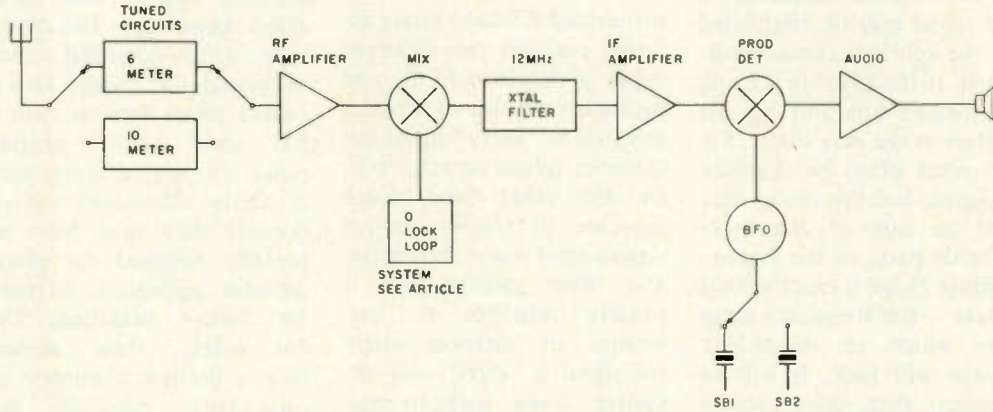 TUNED
CIRCUITS
6
METER
10
METER
RF
AMPLIFIER
MIX
12MHz
XTAL
FILTER
IF
AMPLIFIER
PROD
DET
AUDIO
0
LOCK
LOOP
SYSTEM
SEE ARTICLE
BFO
SB1
SB2